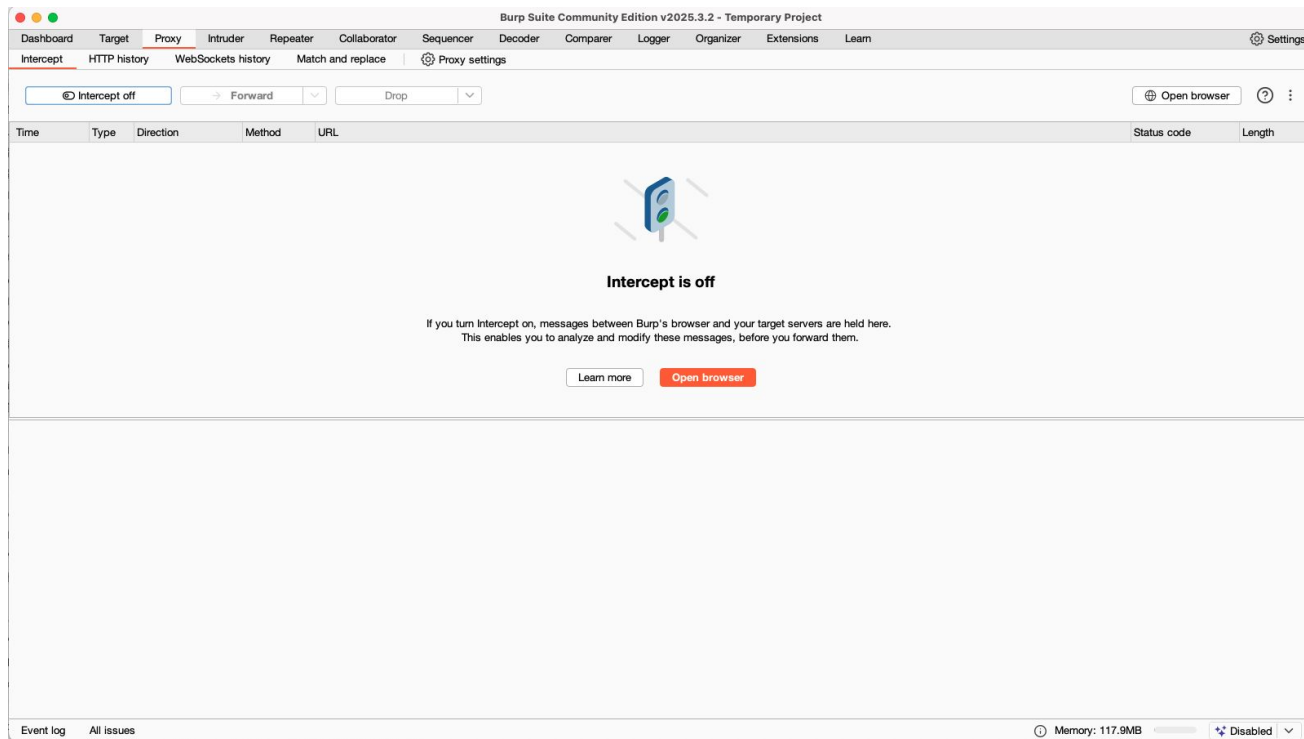 Burp Suite Community Edition v2025.3.2 - Temporary Project
Dashboard Target Proxy Intruder Repeater Collaborator Sequencer Decoder Comparer Logger Organizer Extensions Learn Settings
Intercept HTTP history WebSockets history Match and replace Proxy settings
Intercept off Forward Drop Open browser
Time Type Direction Method URL Status code Length
Intercept is off
If you turn Intercept on, messages between Burp's browser and your target servers are held here.
This enables you to analyze and modify these messages, before you forward them.
Learn more Open browser
Event log All issues Memory: 117.9MB Disabled